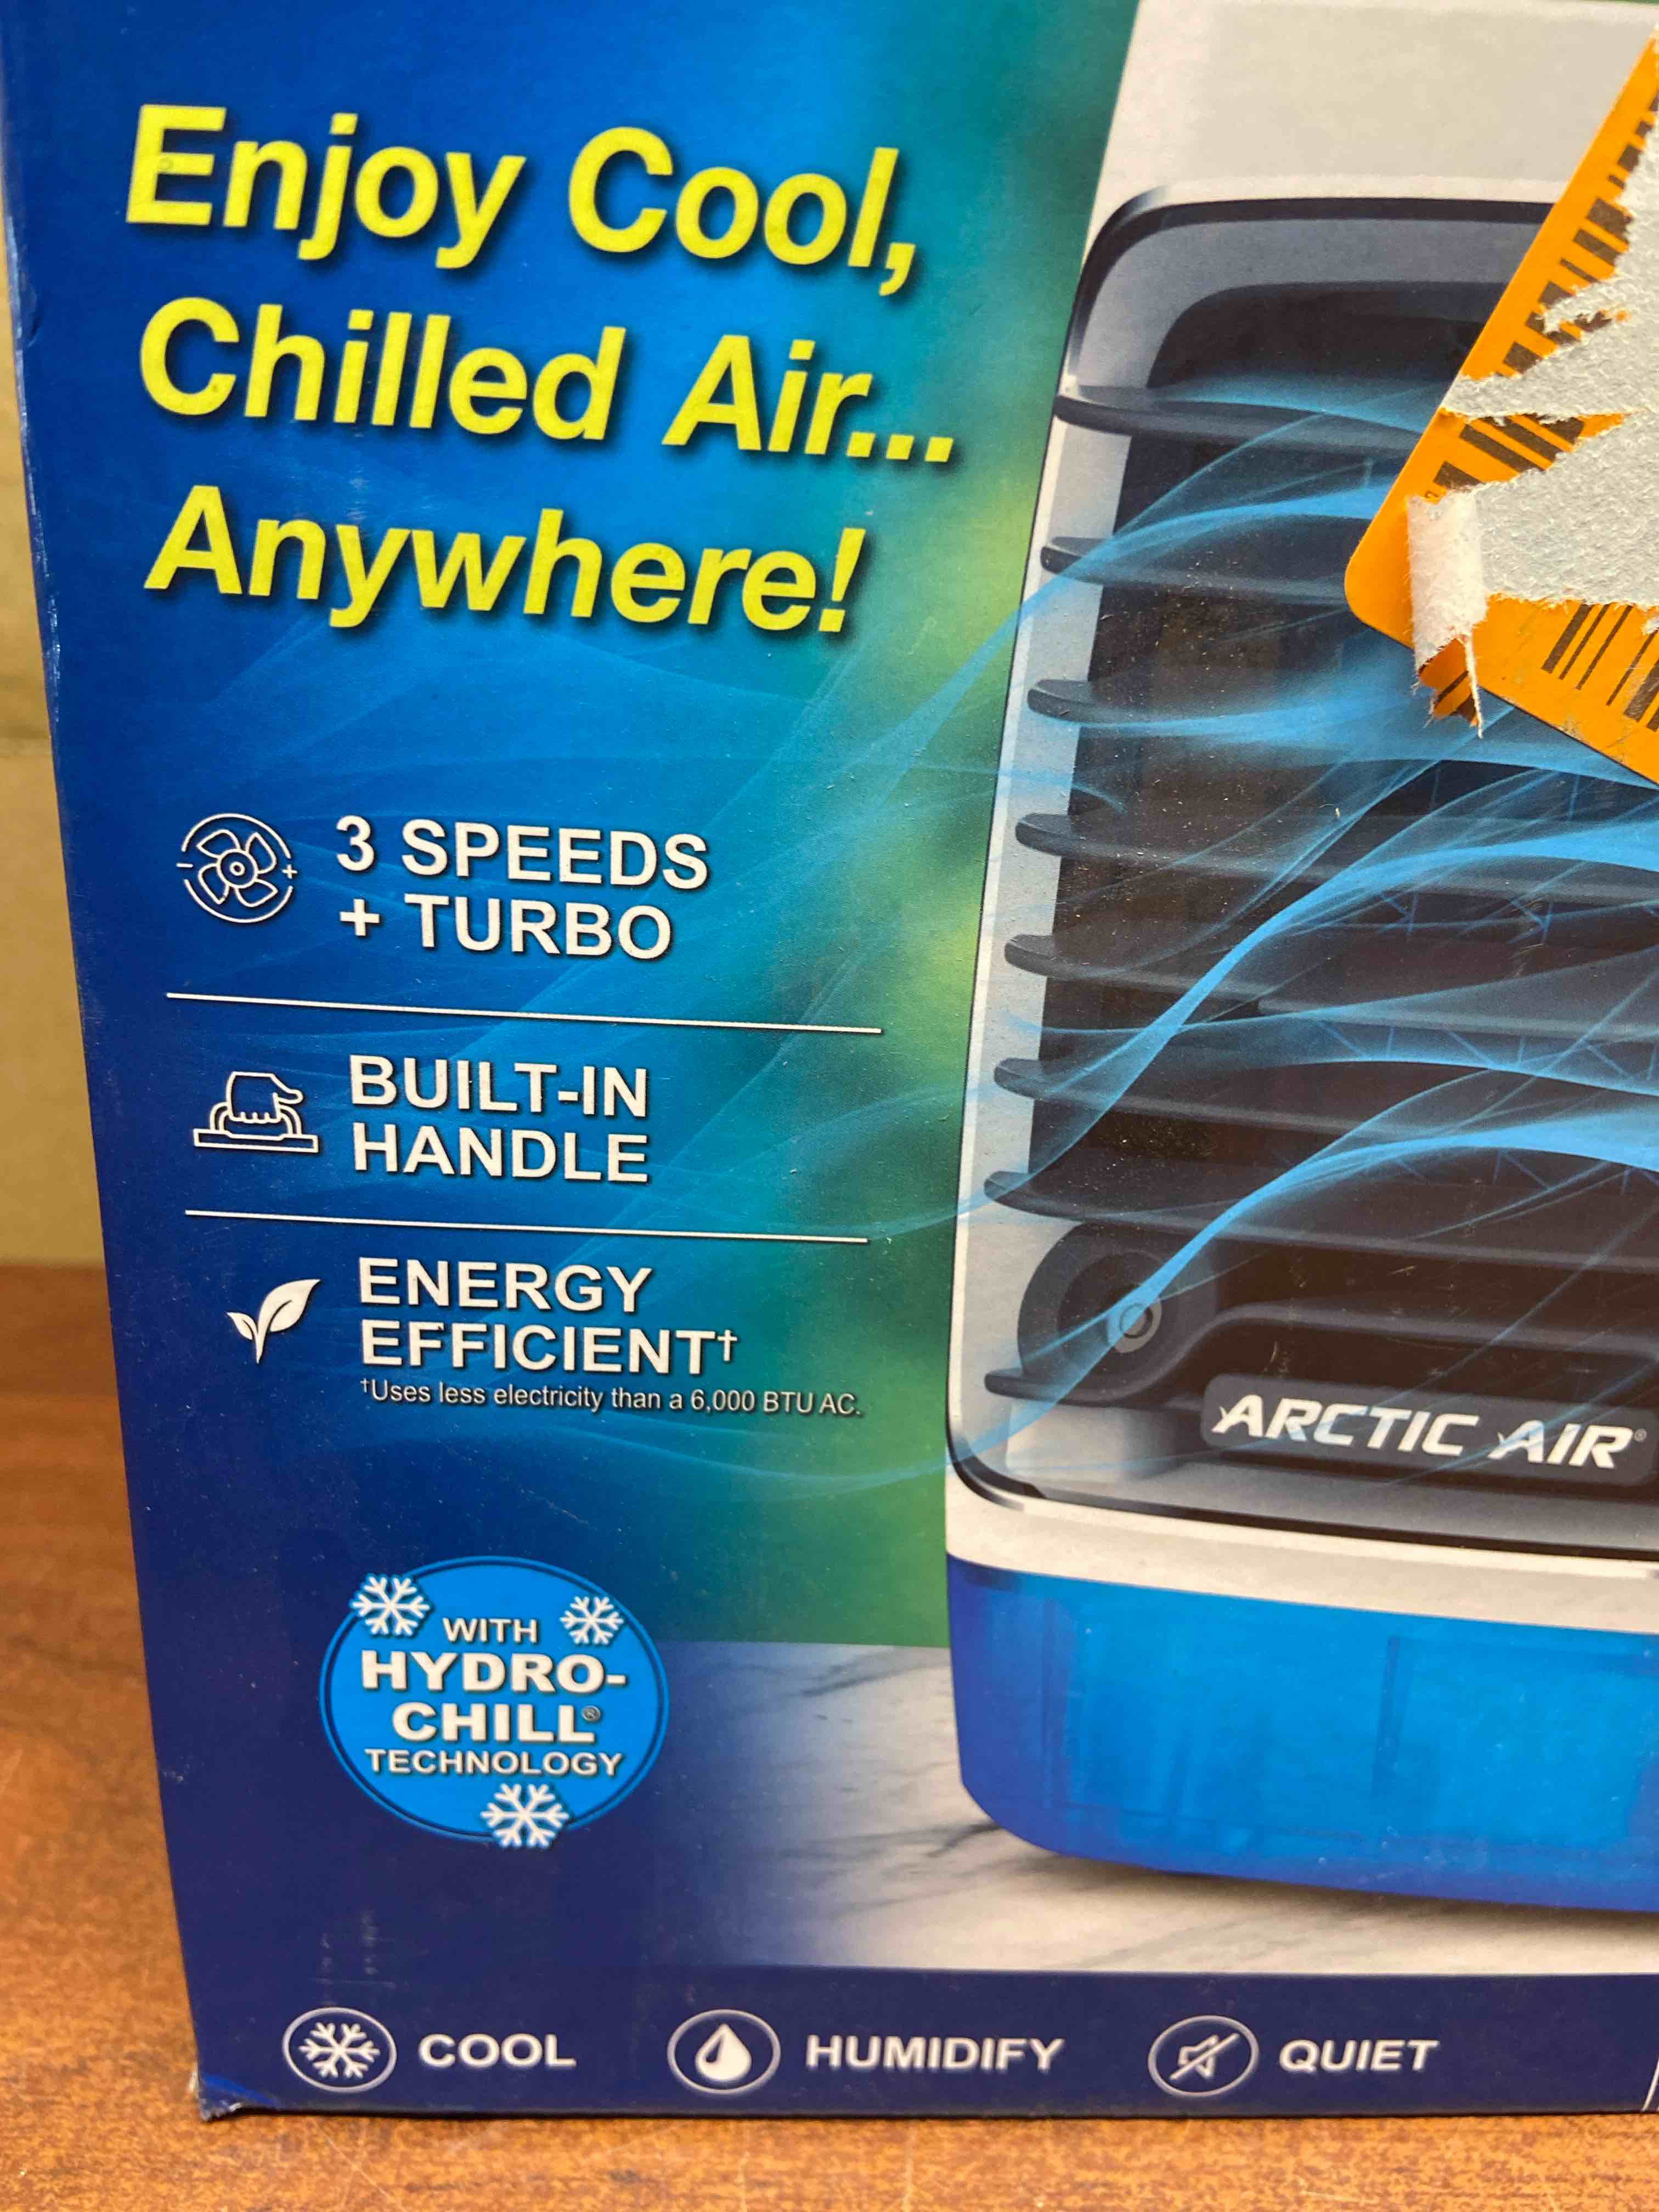 Enjoy Cool,
Chilled Air...
Anywhere!
3 SPEEDS
+ TURBO
BUILT-IN
HANDLE
ENERGY
EFFICIENT†
†Uses less electricity than a 6,000 BTU AC.
ARCTIC AIR®
WITH
HYDRO-
CHILL®
TECHNOLOGY
COOL
HUMIDIFY
QUIET